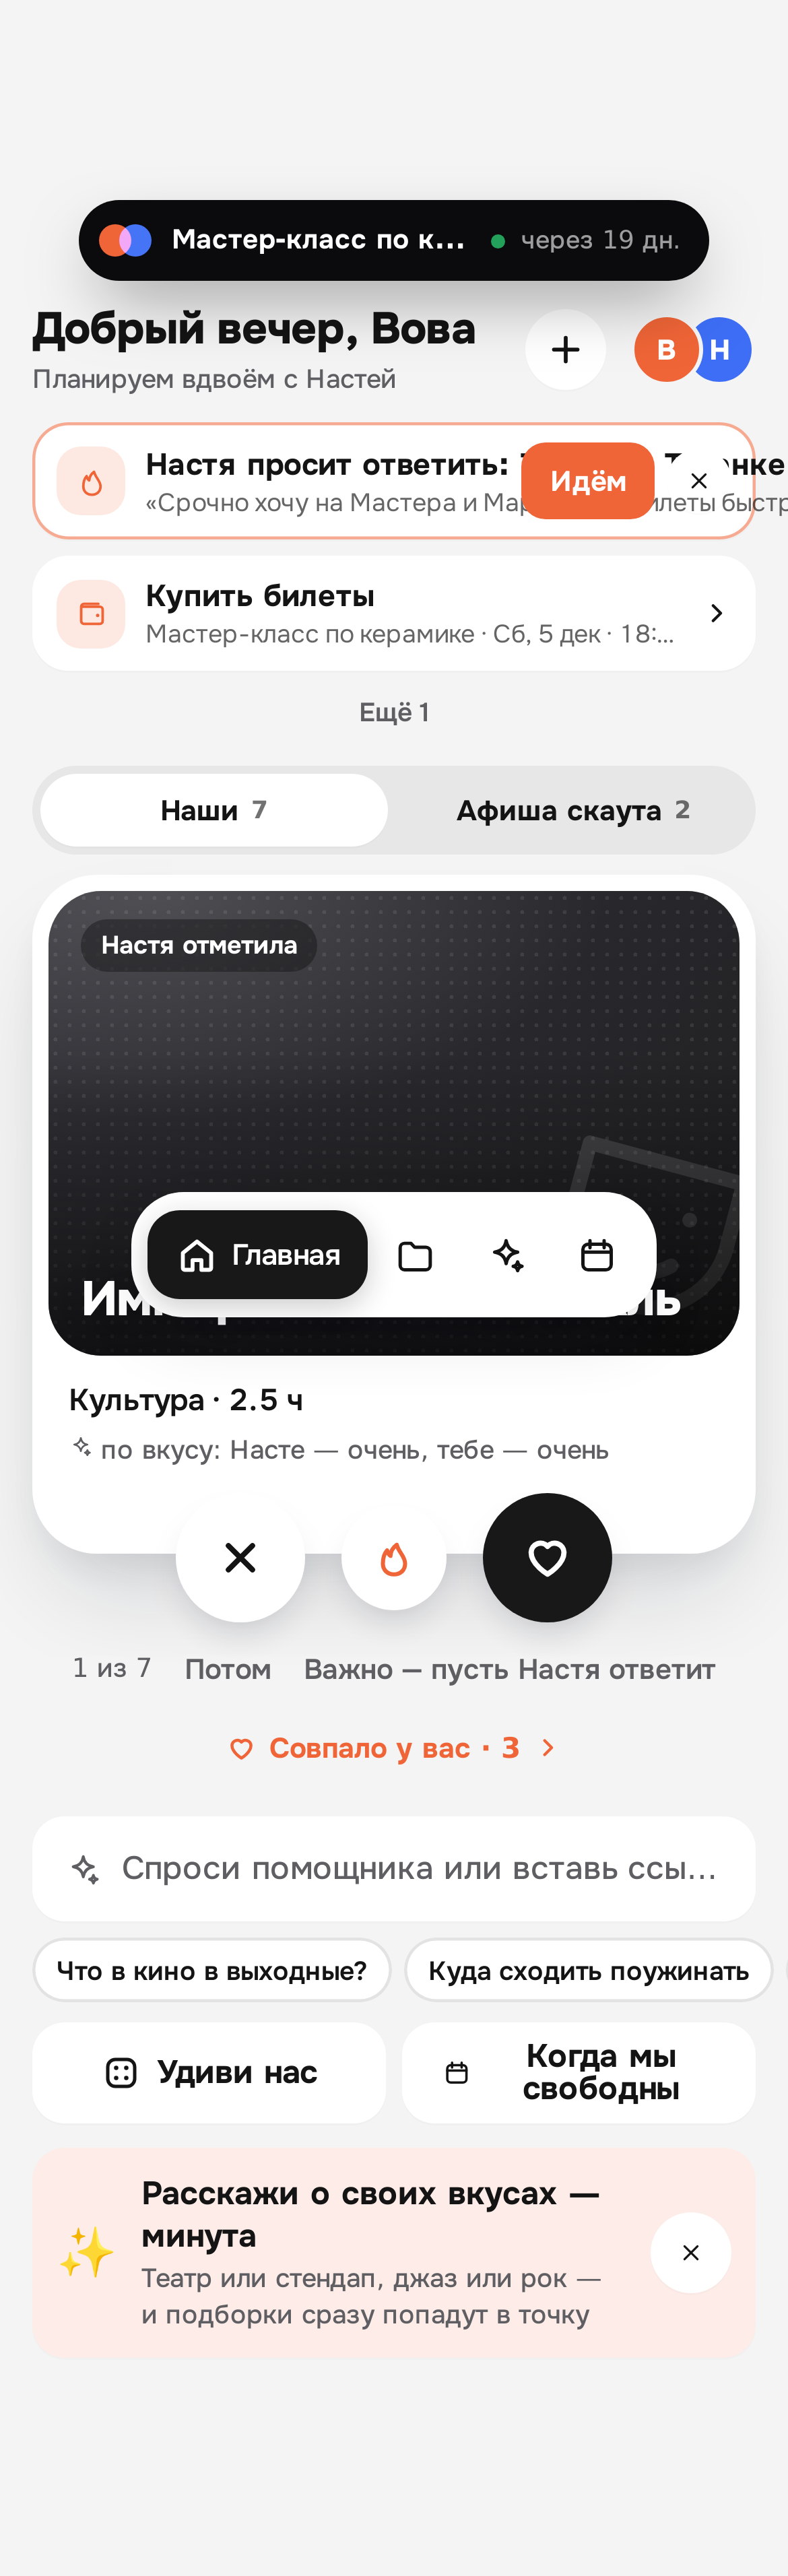 Мастер-класс по к... через 19 дн.
Добрый вечер, Вова
Планируем вдвоём с Настей
В Н
Настя просит ответить:
«Срочно хочу на Мастера и быстр
Идём
Купить билеты
Мастер-класс по керамике · Сб, 5 дек · 18:...
Ещё 1
Наши 7 Афиша скаута 2
Настя отметила
Главная
Культура · 2.5 ч
по вкусу: Насте — очень, тебе — очень
1 из 7 Потом Важно — пусть Настя ответит
Совпало у вас · 3
Спроси помощника или вставь ссы...
Что в кино в выходные? Куда сходить поужинать
Удиви нас
Когда мы
свободны
Расскажи о своих вкусах —
минута
Театр или стендап, джаз или рок —
и подборки сразу попадут в точку